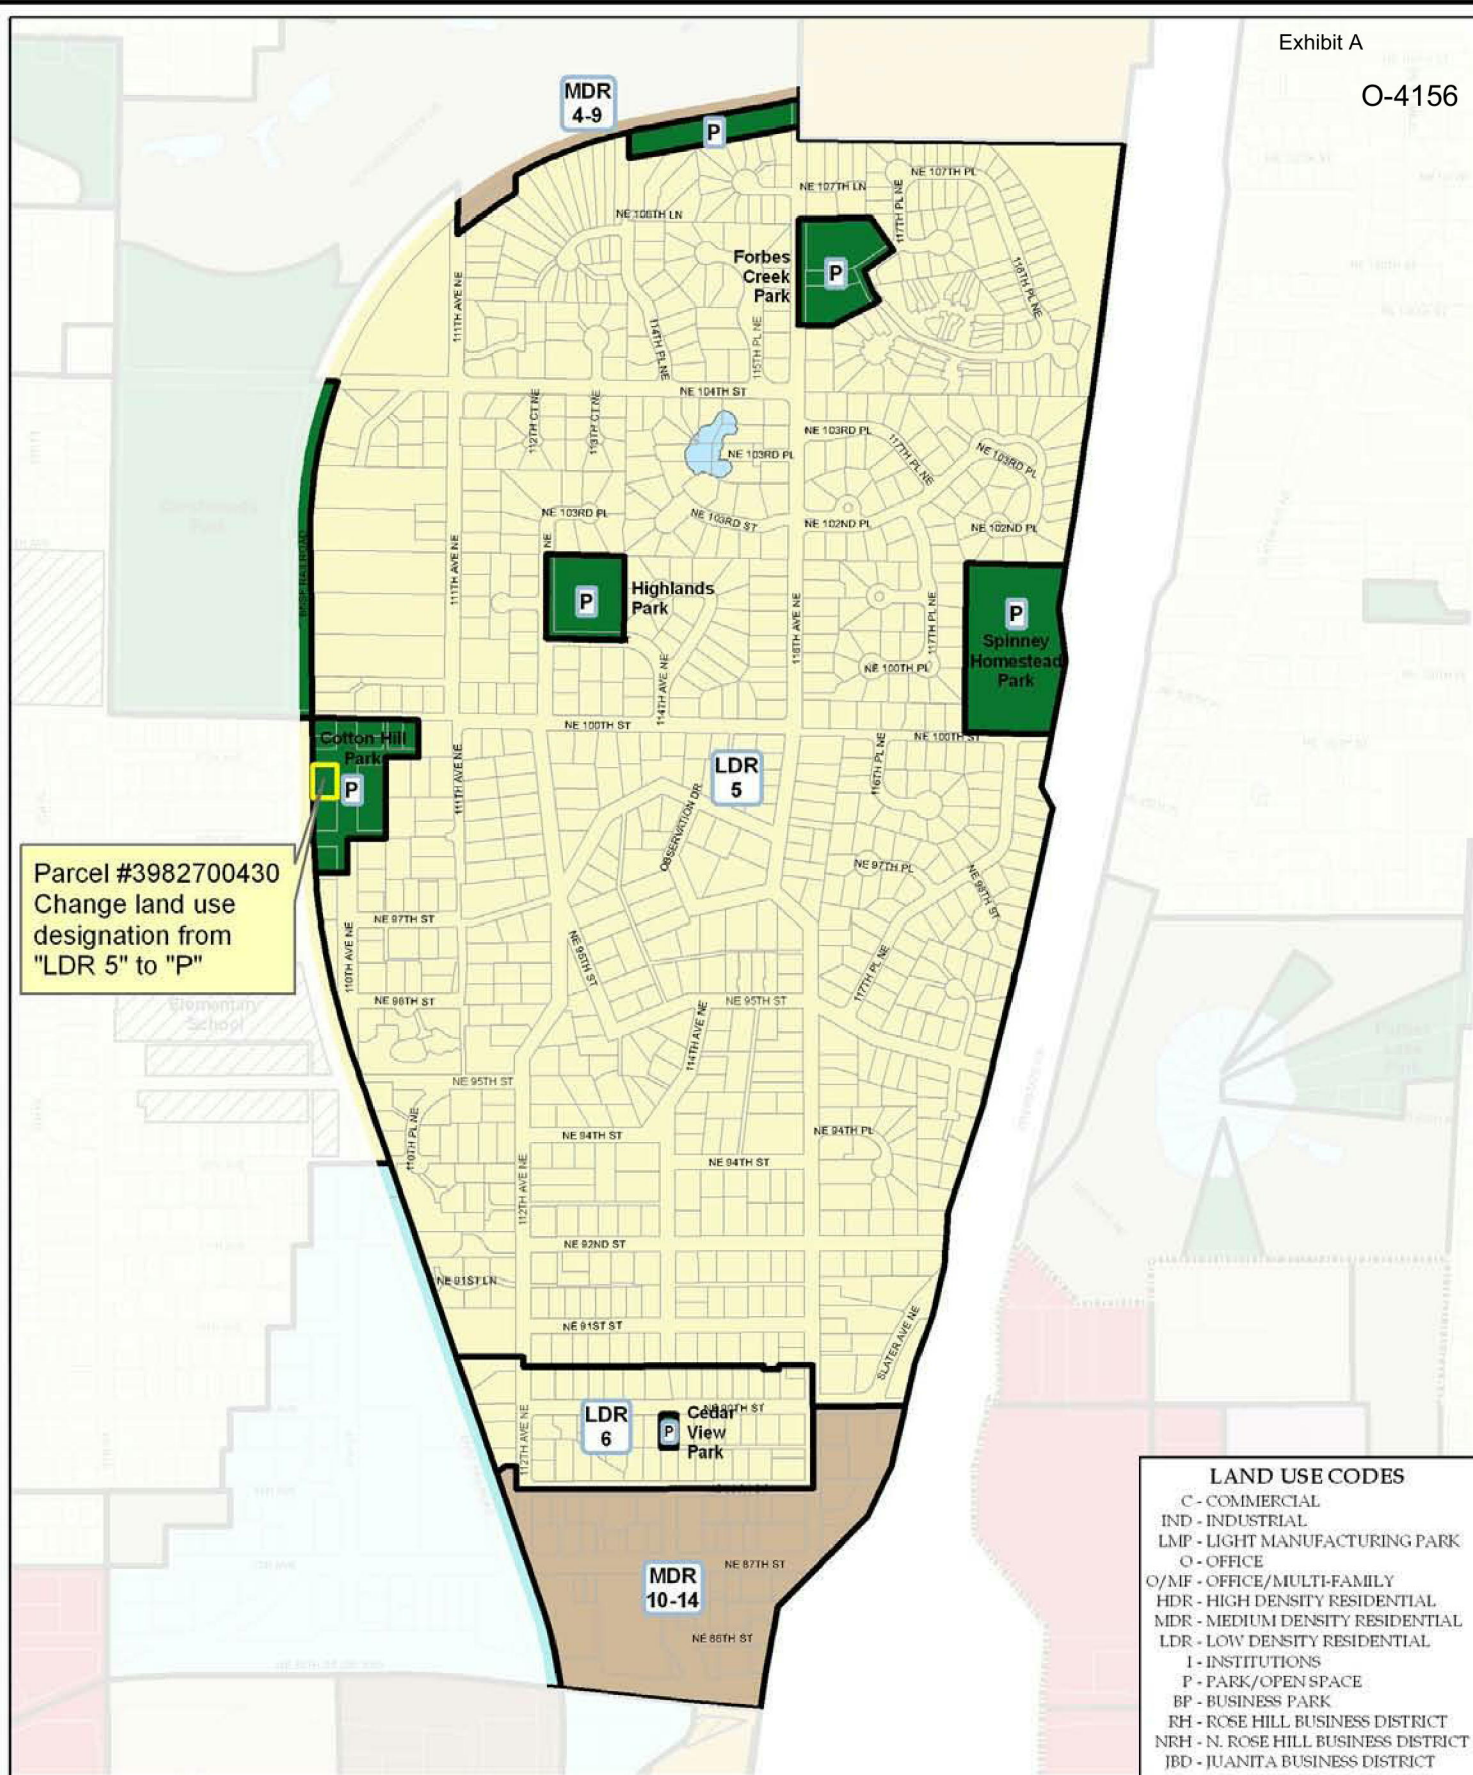 Exhibit A
O-4156
MDR
4-9
P
NE 107TH PL
NE 107TH LN
117TH PL NE
NE 106TH LN
Forbes
Creek
Park
P
118TH PL NE
111TH AVE NE
114TH PL NE
115TH PL NE
NE 104TH ST
112TH CT NE
113TH CT NE
NE 103RD PL
NE 103RD PL
117TH PL NE
NE 103RD PL
NE 103RD PL
NE 103RD ST
NE 102ND PL
NE 102ND PL
NE
111TH AVE NE
P
Highlands
Park
116TH AVE NE
117TH PL NE
P
Spinney
Homestead
Park
NE 100TH PL
114TH AVE NE
NE 100TH ST
NE 100TH ST
Cotton Hill
Park
P
111TH AVE NE
LDR
5
116TH PL NE
OBSERVATION DR
Parcel #3982700430
Change land use
designation from
"LDR 5" to "P"
NE 97TH PL
NE 98TH ST
NE 97TH ST
110TH AVE NE
NE 95TH ST
117TH PL NE
NE 96TH ST
NE 95TH ST
Elementary
School
114TH AVE NE
NE 95TH ST
110TH PL NE
NE 94TH ST
NE 94TH PL
NE 94TH ST
112TH AVE NE
NE 92ND ST
NE 91ST LN
NE 91ST ST
SLATER AVE NE
LDR
6
P
Cedar
View
Park
NE 90TH ST
112TH AVE NE
NE 87TH ST
MDR
10-14
NE 86TH ST
LAND USE CODES
C - COMMERCIAL
IND - INDUSTRIAL
LMP - LIGHT MANUFACTURING PARK
O - OFFICE
O/MF - OFFICE/MULTI-FAMILY
HDR - HIGH DENSITY RESIDENTIAL
MDR - MEDIUM DENSITY RESIDENTIAL
LDR - LOW DENSITY RESIDENTIAL
I - INSTITUTIONS
P - PARK/OPEN SPACE
BP - BUSINESS PARK
RH - ROSE HILL BUSINESS DISTRICT
NRH - N. ROSE HILL BUSINESS DISTRICT
JBD - JUANITA BUSINESS DISTRICT